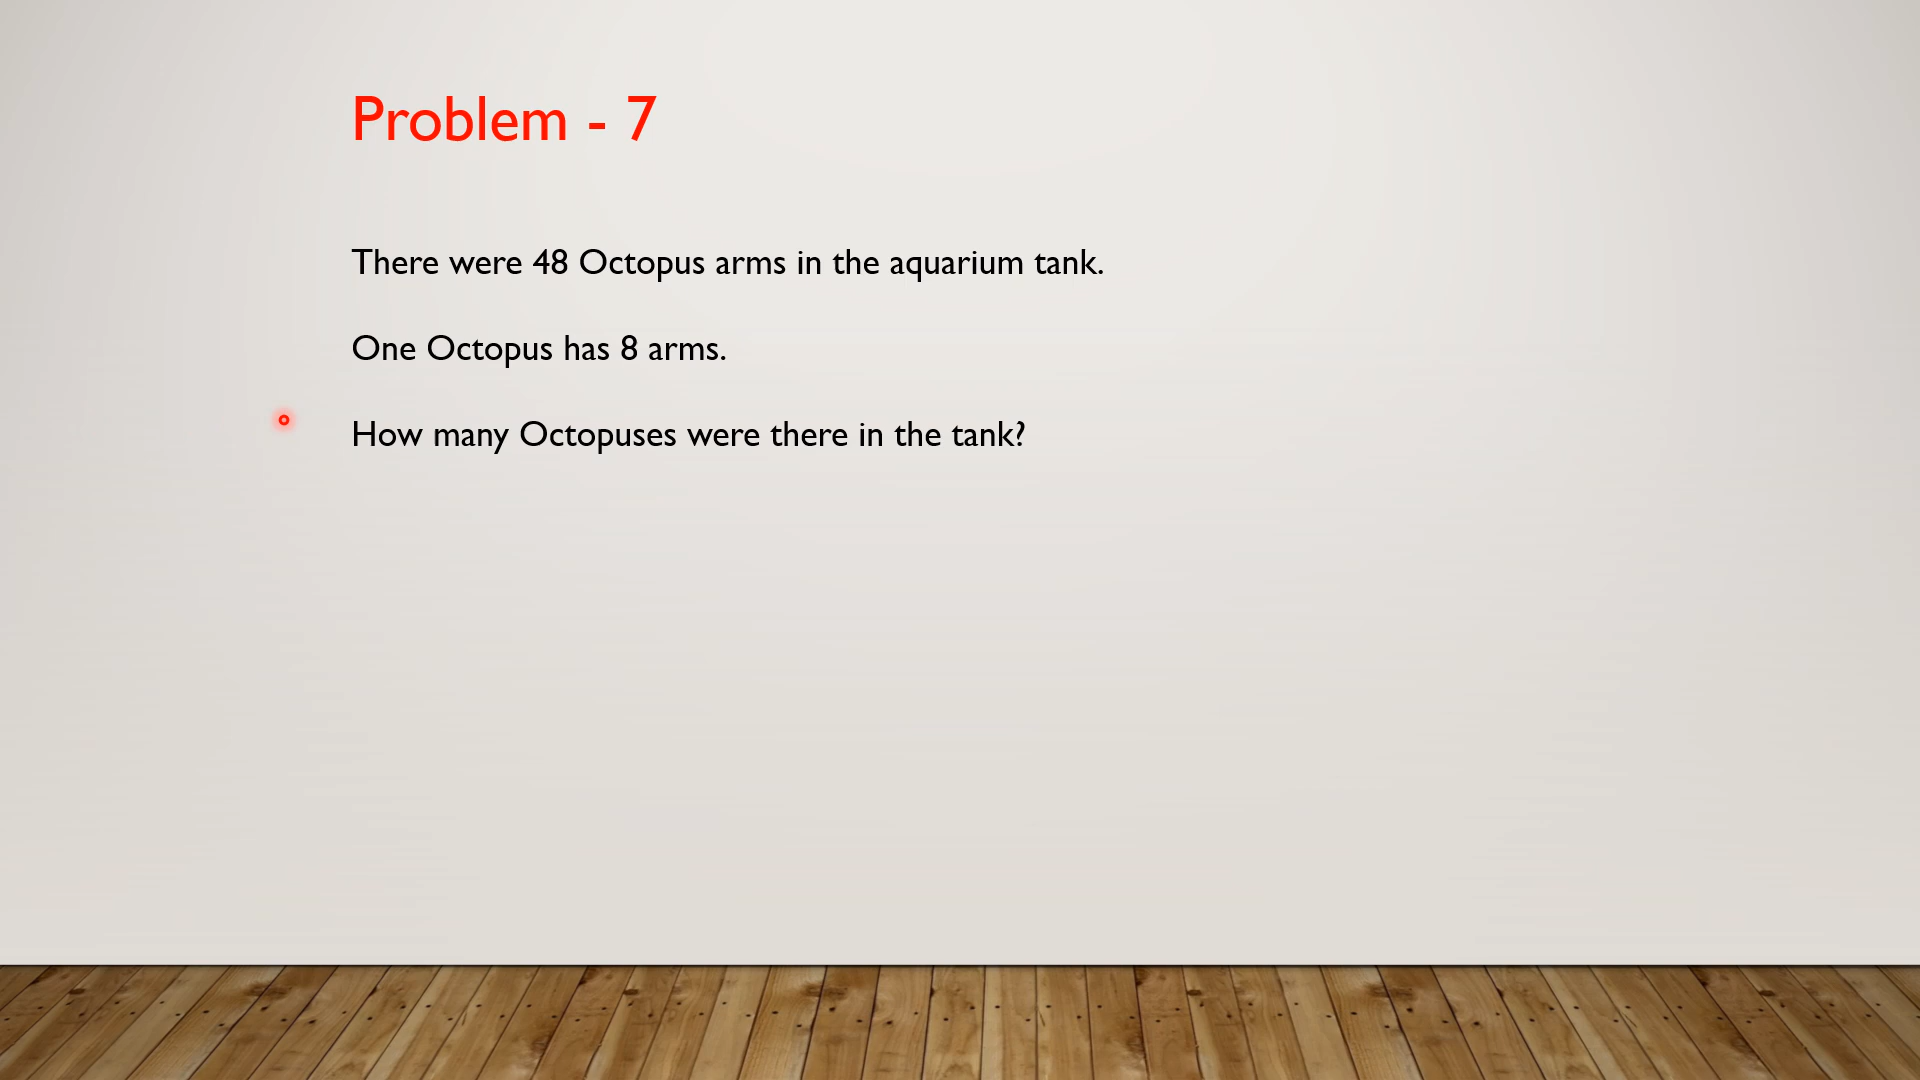 Problem - 7
There were 48 Octopus arms in the aquarium tank.
One Octopus has 8 arms.
How many Octopuses were there in the tank?